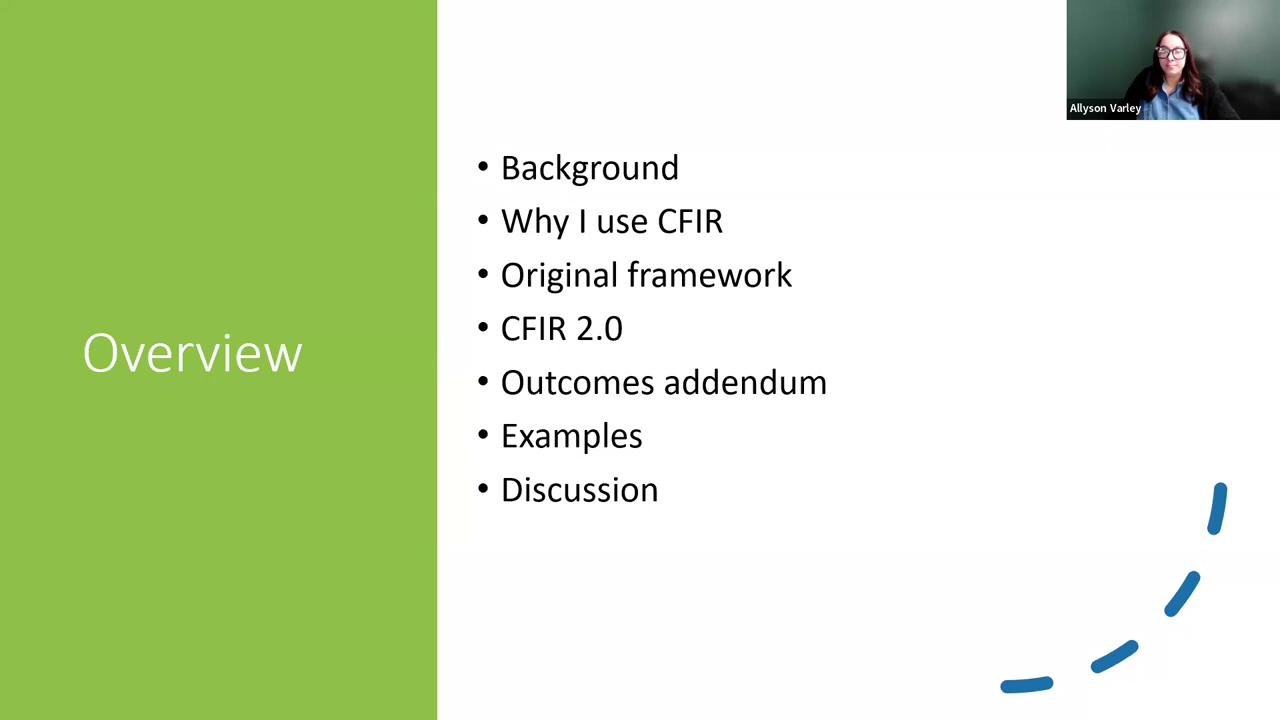 Allyson Varley
Overview
Background
Why I use CFIR
Original framework
CFIR 2.0
Outcomes addendum
Examples
Discussion